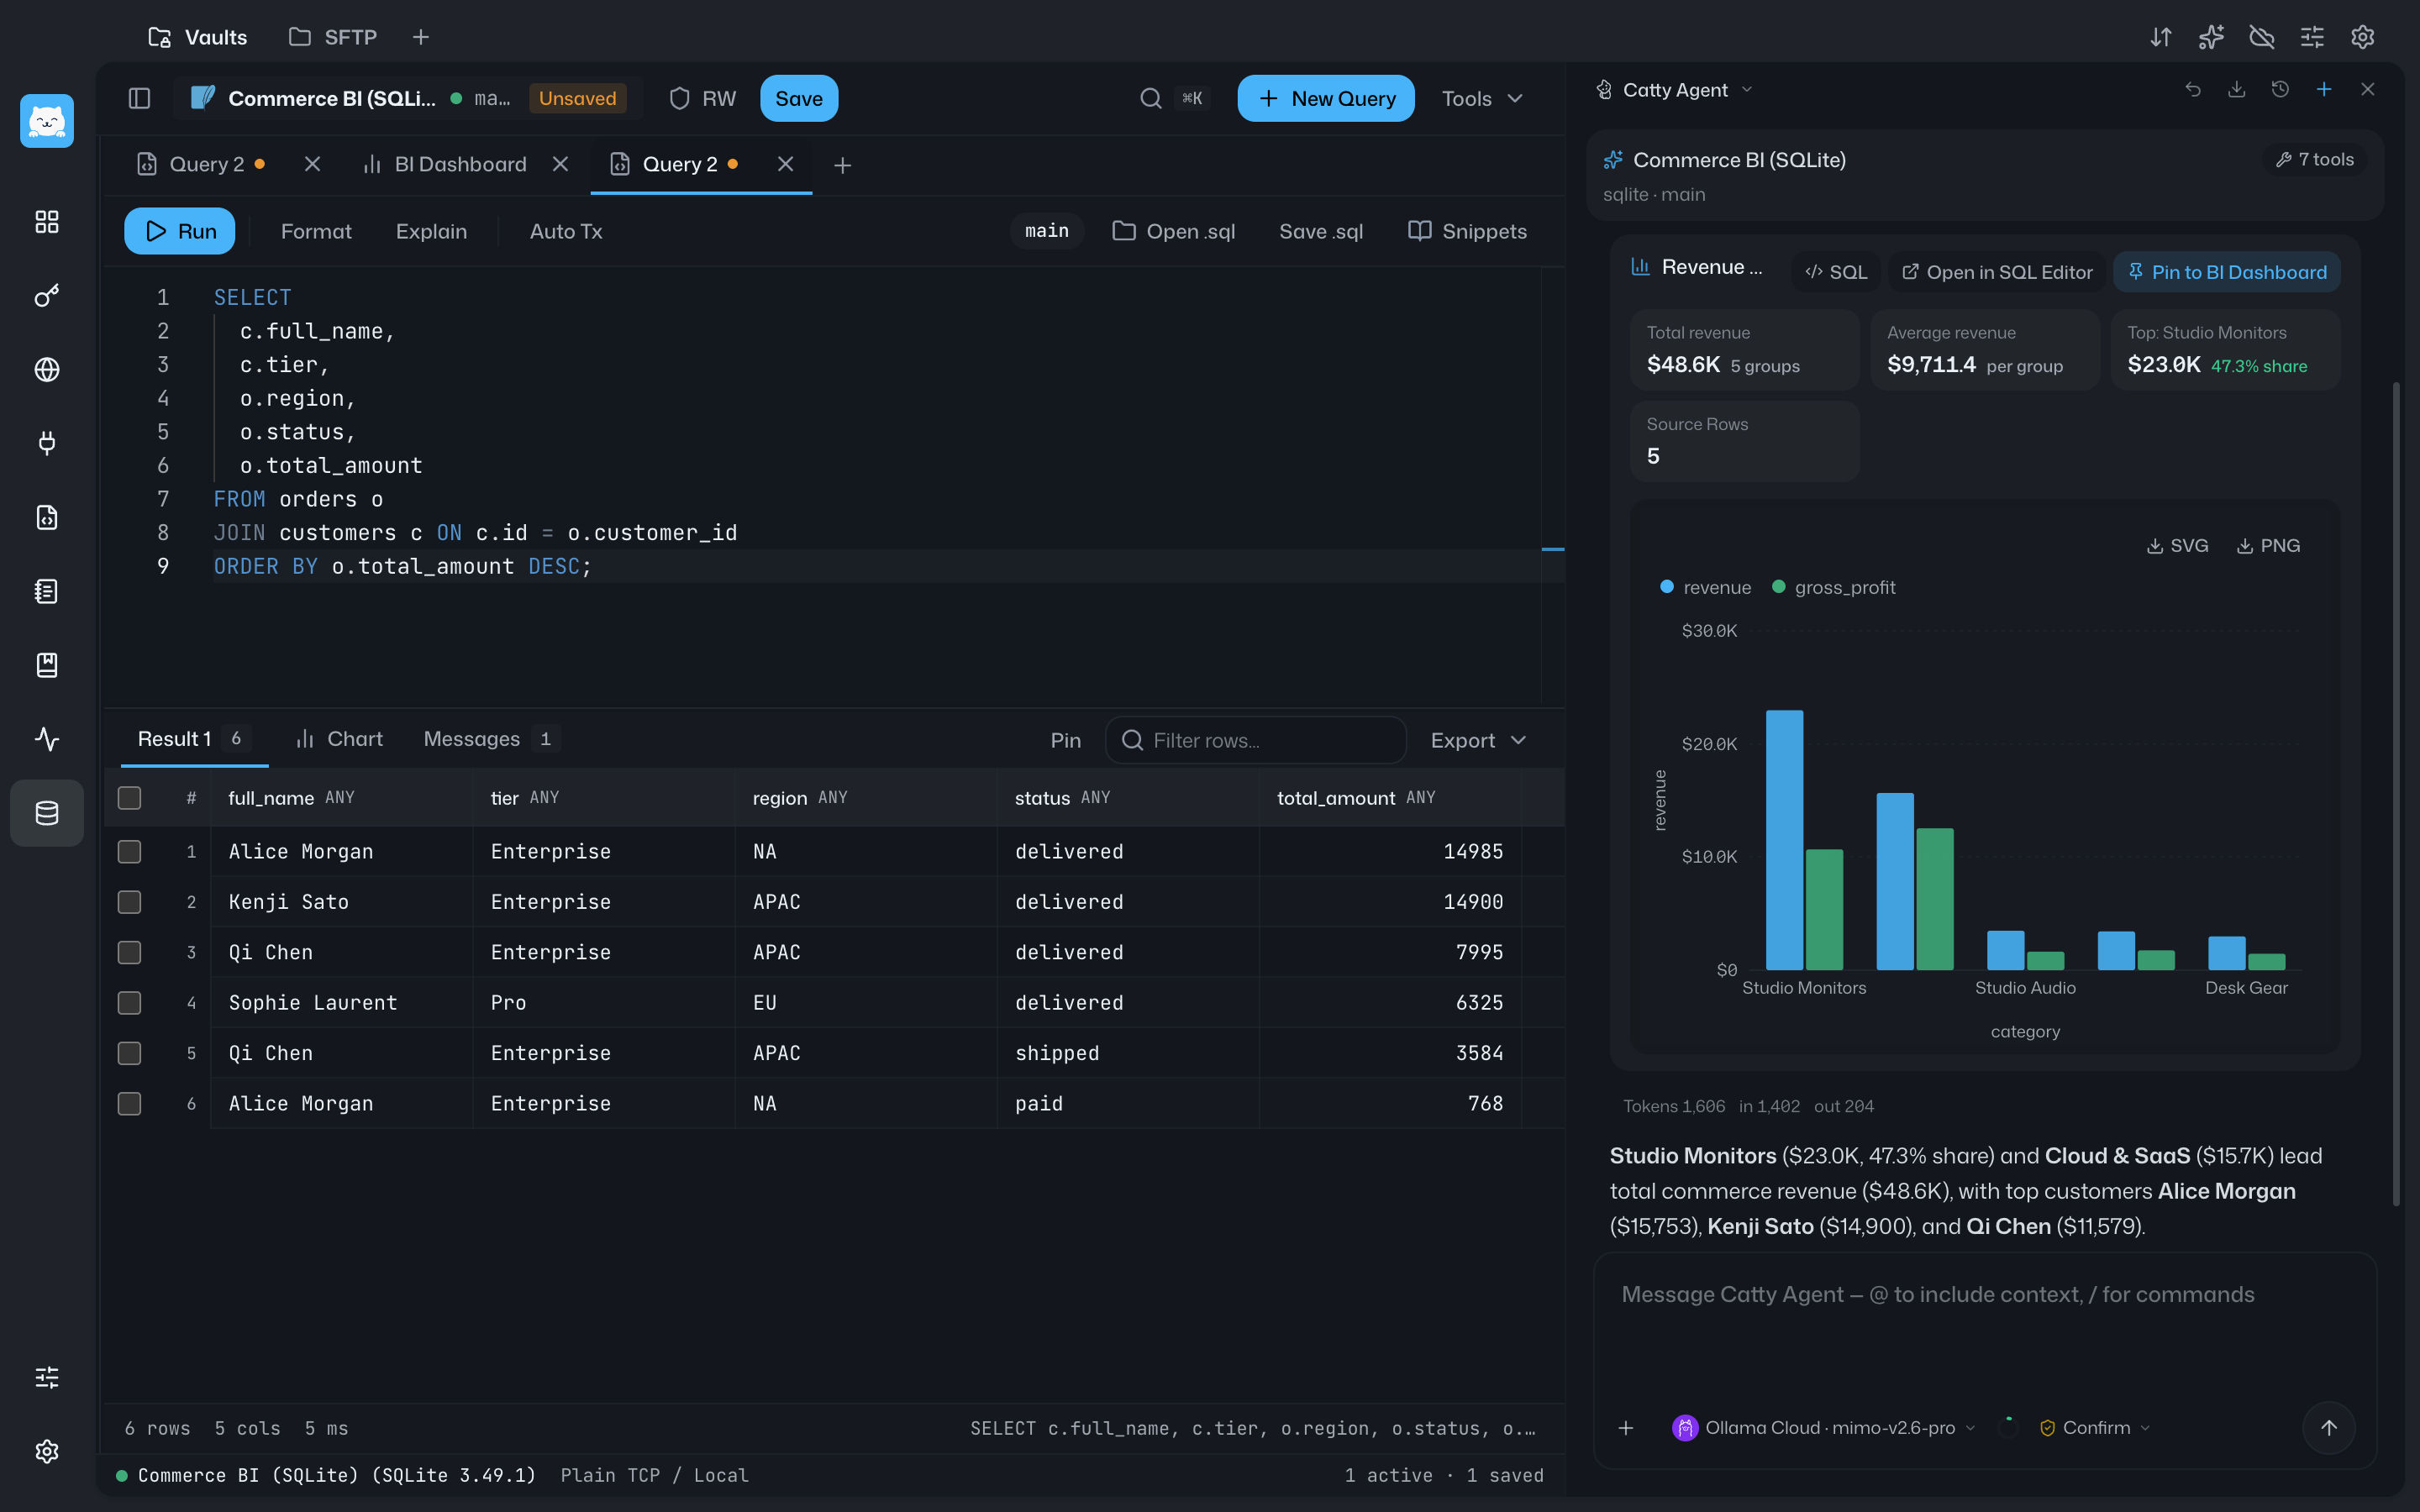 Vaults SFTP
Commerce BI (SQLi... ma... Unsaved RW Save ⌘K + New Query Tools
Query 2 BI Dashboard Query 2
Run Format Explain Auto Tx main Open .sql Save .sql Snippets
1 SELECT
2 c.full_name,
3 c.tier,
4 o.region,
5 o.status,
6 o.total_amount
7 FROM orders o
8 JOIN customers c ON c.id = o.customer_id
9 ORDER BY o.total_amount DESC;
Result 1 6 Chart Messages 1 Pin Filter rows... Export
# full_name ANY tier ANY region ANY status ANY total_amount ANY
1 Alice Morgan Enterprise NA delivered 14985
2 Kenji Sato Enterprise APAC delivered 14900
3 Qi Chen Enterprise APAC delivered 7995
4 Sophie Laurent Pro EU delivered 6325
5 Qi Chen Enterprise APAC shipped 3584
6 Alice Morgan Enterprise NA paid 768
6 rows 5 cols 5 ms SELECT c.full_name, c.tier, o.region, o.status, o.…
Commerce BI (SQLite) (SQLite 3.49.1) Plain TCP / Local 1 active · 1 saved
Catty Agent
Commerce BI (SQLite) 7 tools
sqlite · main
Revenue ... </> SQL Open in SQL Editor Pin to BI Dashboard
Total revenue
$48.6K 5 groups
Average revenue
$9,711.4 per group
Top: Studio Monitors
$23.0K 47.3% share
Source Rows
5
SVG PNG
revenue gross_profit
$30.0K
$20.0K
$10.0K
$0
revenue
Studio Monitors Studio Audio Desk Gear
category
Tokens 1,606 in 1,402 out 204
Studio Monitors ($23.0K, 47.3% share) and Cloud & SaaS ($15.7K) lead
total commerce revenue ($48.6K), with top customers Alice Morgan
($15,753), Kenji Sato ($14,900), and Qi Chen ($11,579).
Message Catty Agent — @ to include context, / for commands
Ollama Cloud · mimo-v2.6-pro Confirm